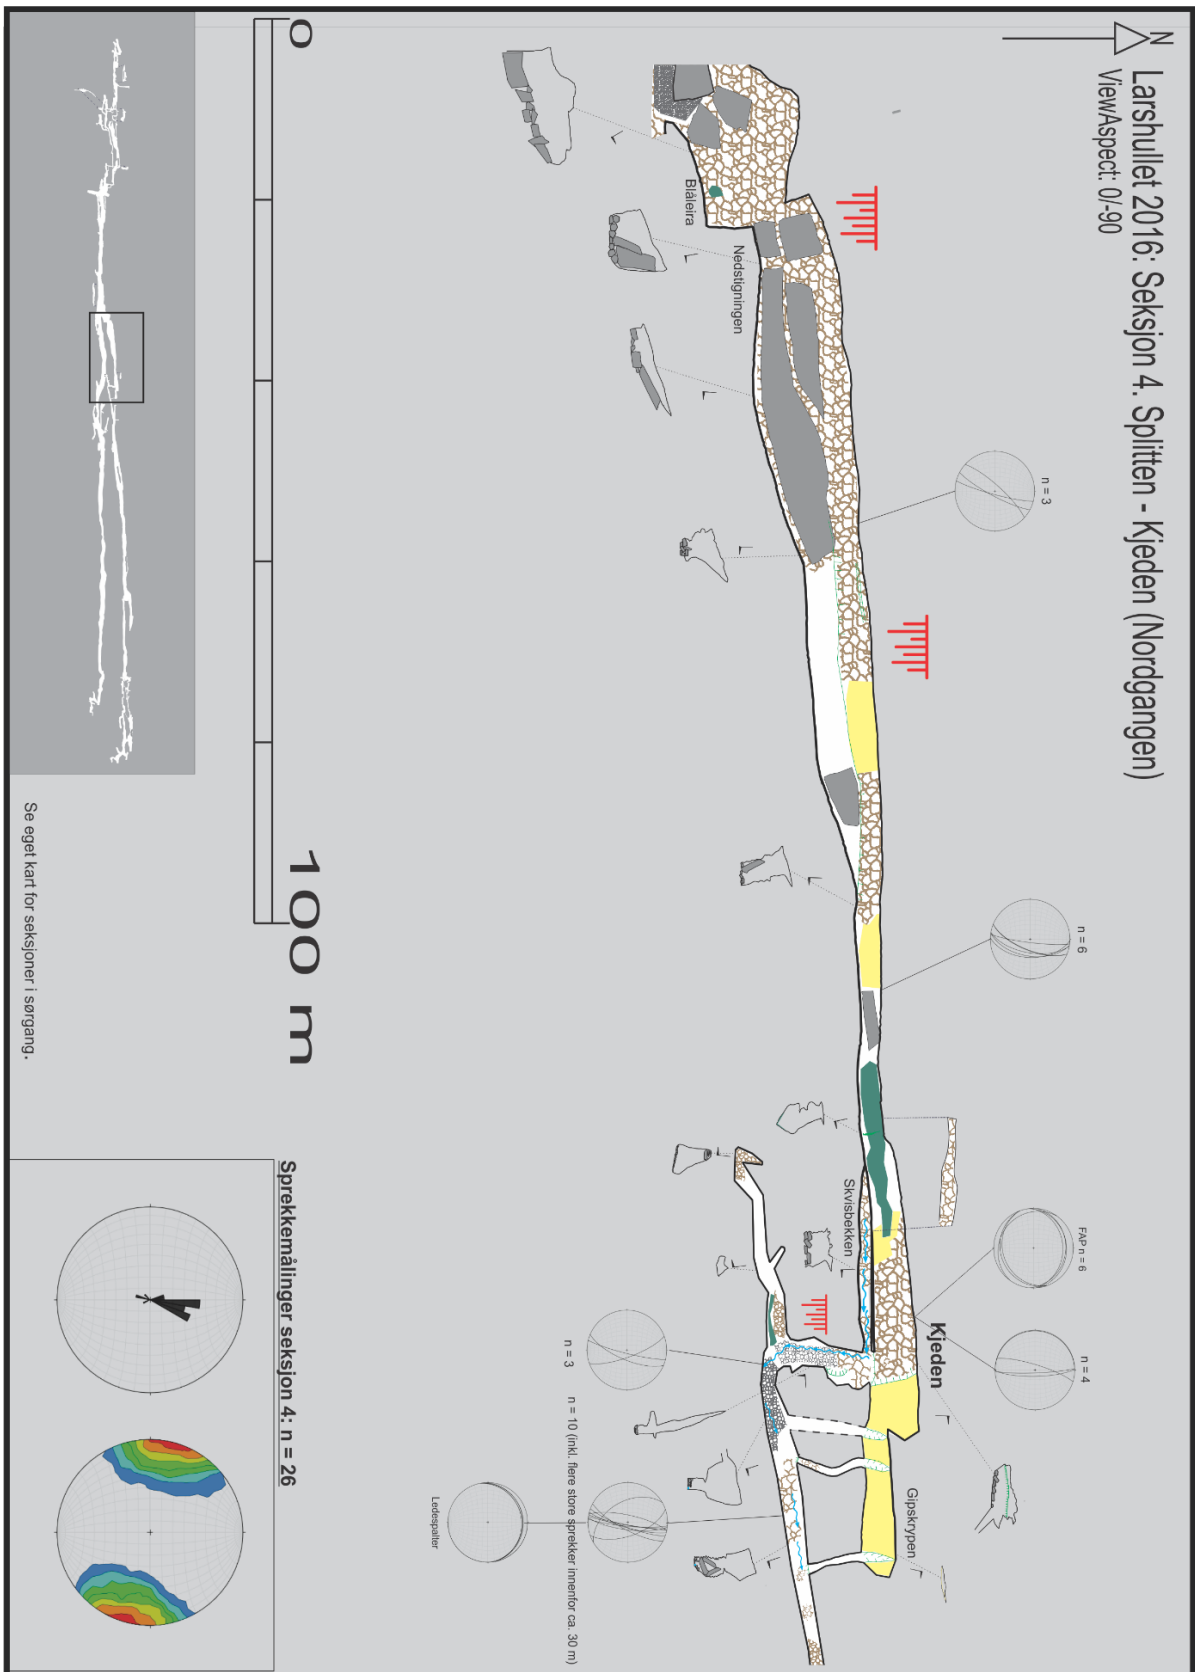 N
Larshullet 2016: Seksjon 4. Splitten - Kjeden (Nordgangen)
ViewAspect: 0/-90
Blåleira
Nedstigningen
n = 3
n = 6
Skvisbekken
FAP n = 6
Kjeden
n = 4
Gipskrypen
n = 3
n = 10 (inkl. flere store sprekker innenfor ca. 30 m)
Ledespalter
0
100 m
Se eget kart for seksjoner i sørgang.
Sprekkemålinger seksjon 4: n = 26